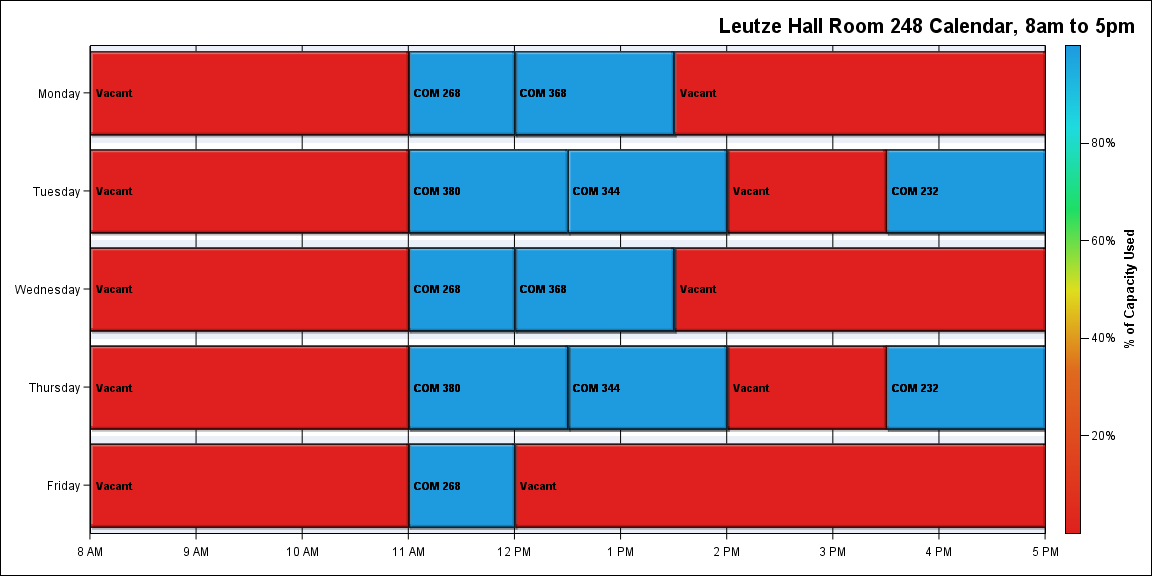 Leutze Hall Room 248 Calendar, 8am to 5pm
Monday
Vacant
COM 268
COM 368
Vacant
Tuesday
Vacant
COM 380
COM 344
Vacant
COM 232
Wednesday
Vacant
COM 268
COM 368
Vacant
Thursday
Vacant
COM 380
COM 344
Vacant
COM 232
Friday
Vacant
COM 268
Vacant
8 AM
9 AM
10 AM
11 AM
12 PM
1 PM
2 PM
3 PM
4 PM
5 PM
80%
60%
40%
20%
% of Capacity Used